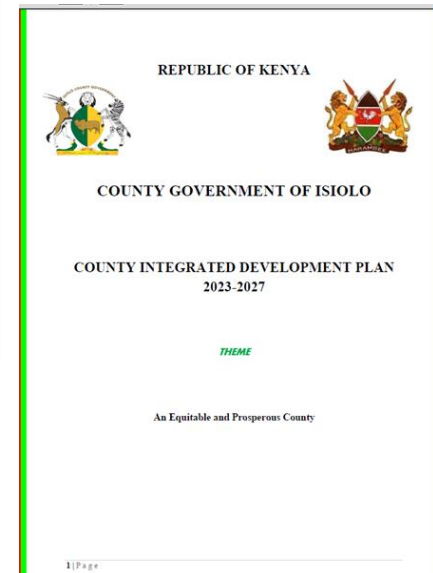 REPUBLIC OF KENYA
HARAMBEE
COUNTY GOVERNMENT OF ISIOLO
COUNTY INTEGRATED DEVELOPMENT PLAN
2023-2027
THEME
An Equitable and Prosperous County
1|Page